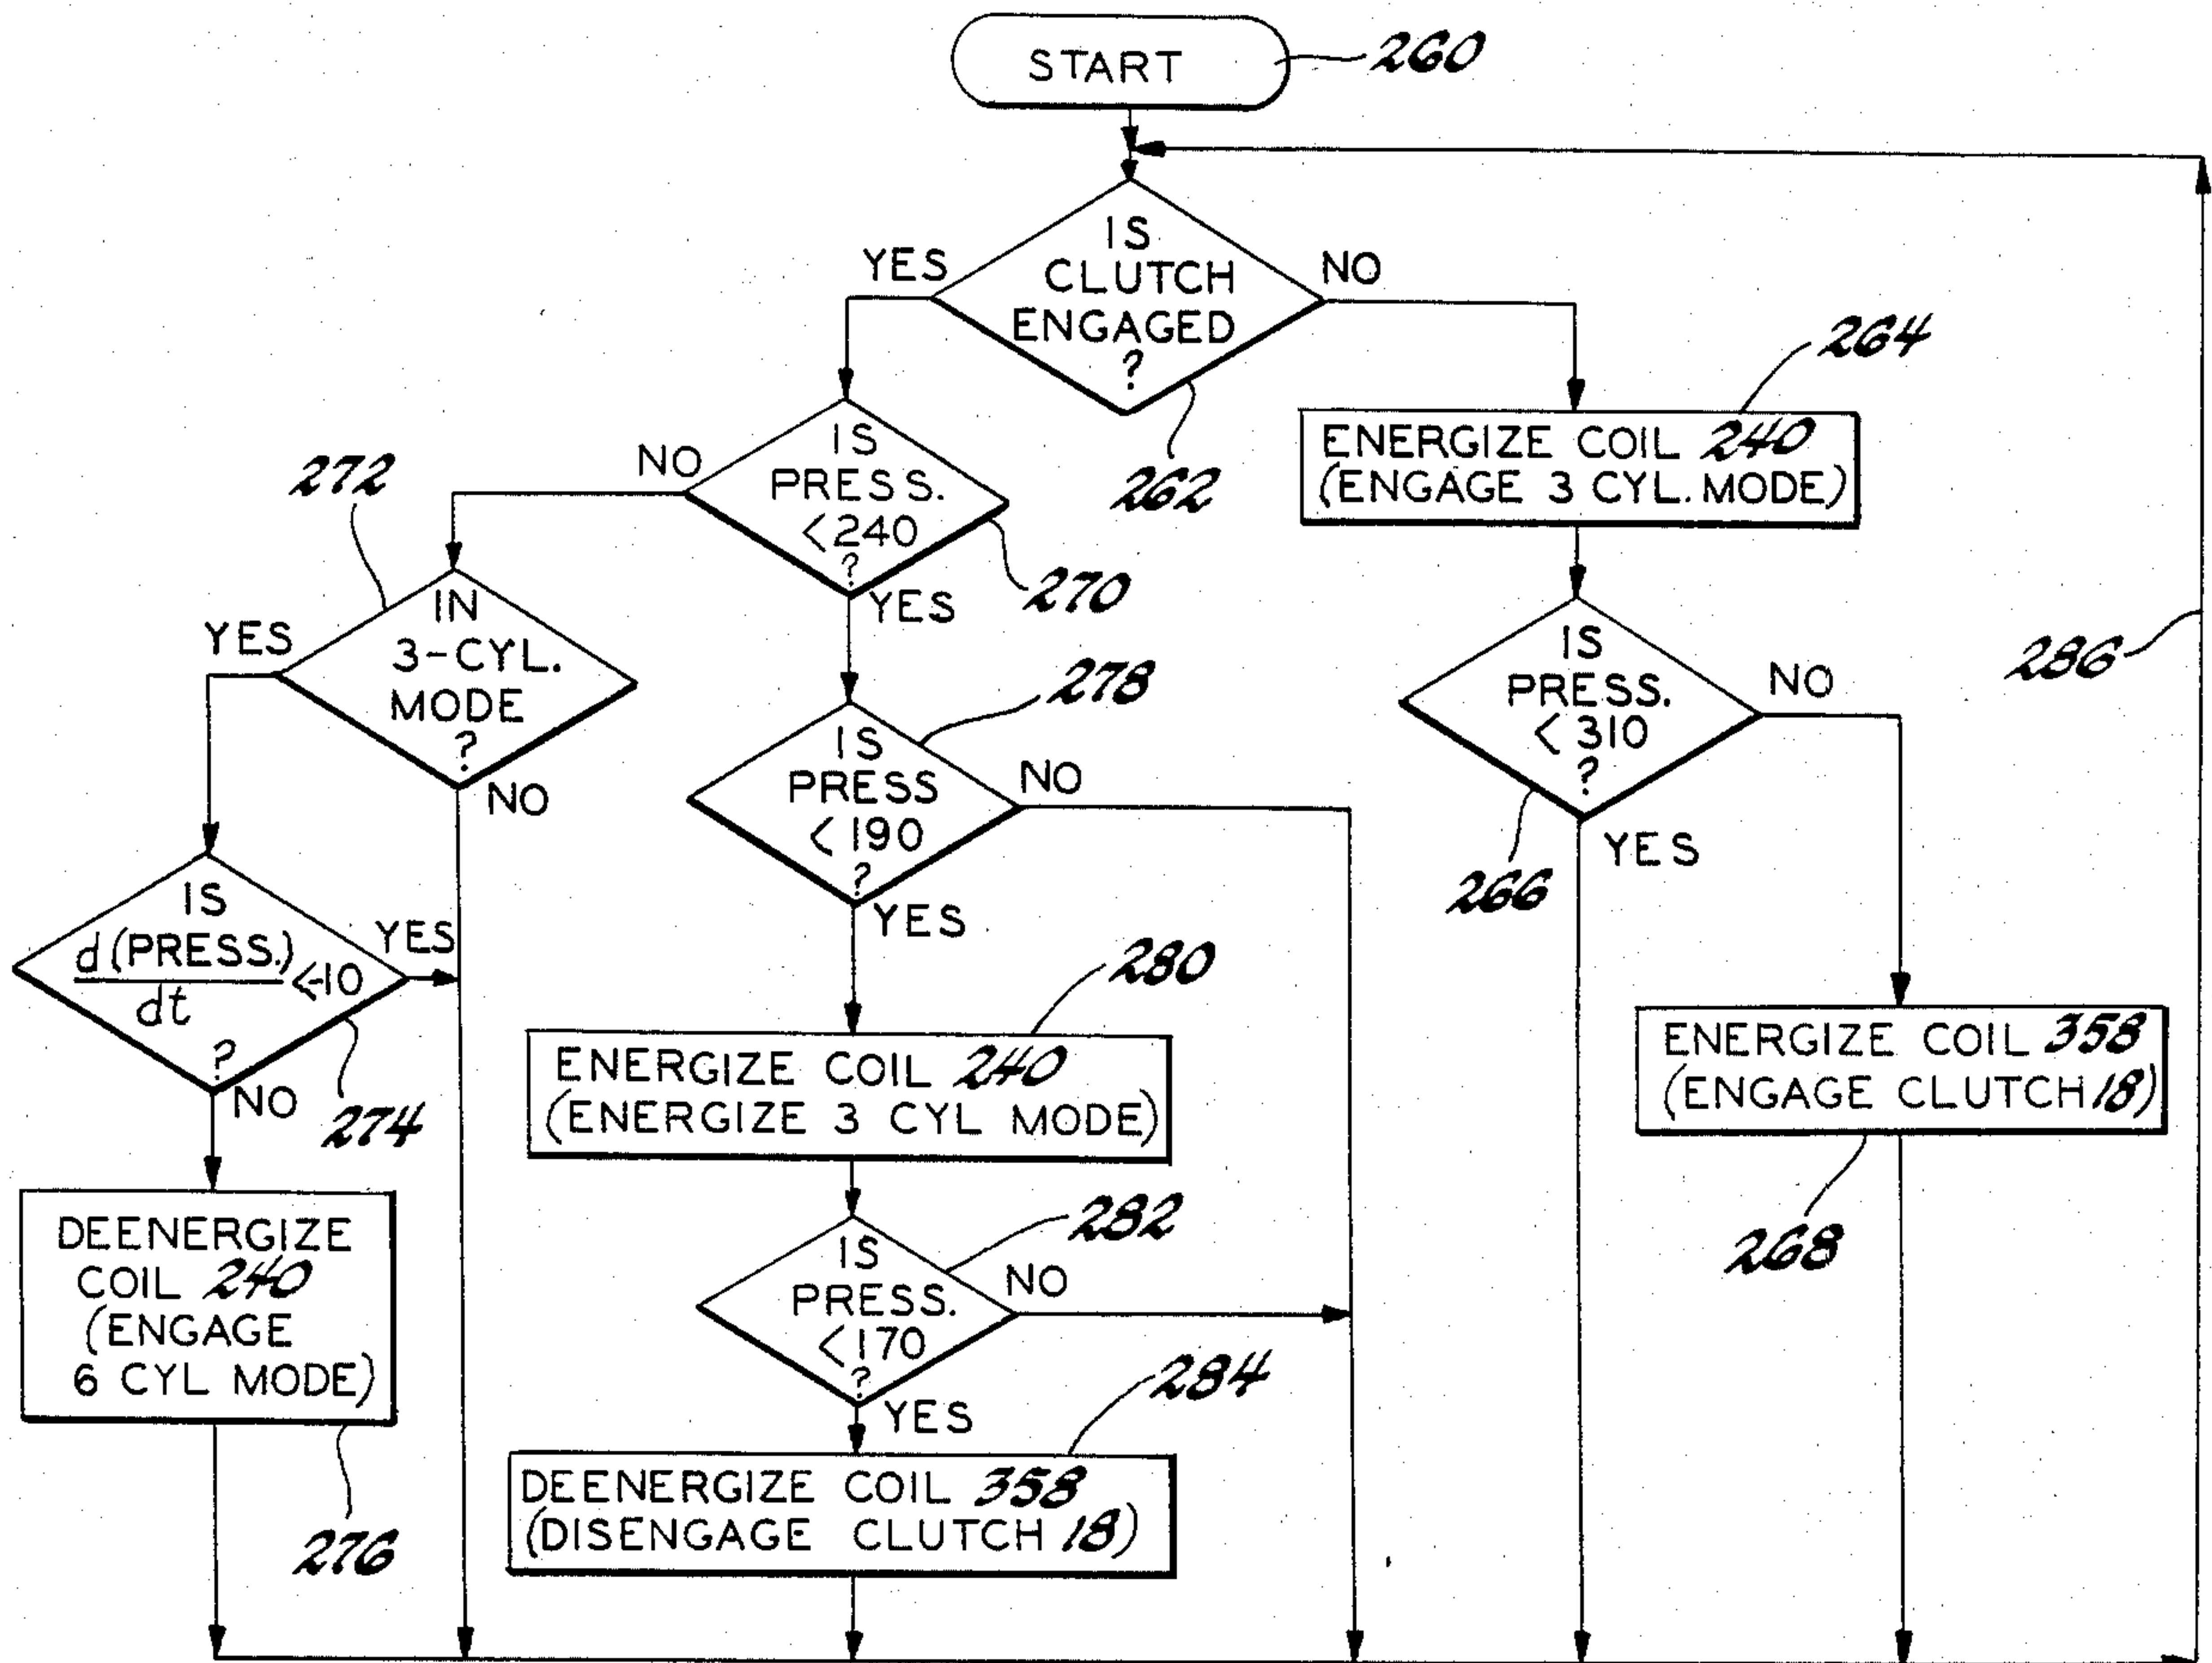 START
260
IS
CLUTCH
ENGAGED
?
YES
NO
262
264
ENERGIZE COIL 240
(ENGAGE 3 CYL. MODE)
IS
PRESS.
<240
?
NO
YES
270
272
IN
3-CYL.
MODE
?
YES
NO
IS
PRESS.
< 310
?
NO
YES
266
286
278
IS
PRESS
< 190
?
NO
YES
IS
d (PRESS.)
<-10
dt
?
YES
NO
274
280
ENERGIZE COIL 240
(ENERGIZE 3 CYL MODE)
ENERGIZE COIL 358
(ENGAGE CLUTCH 18)
268
282
IS
PRESS.
<170
?
NO
YES
DEENERGIZE
COIL 240
(ENGAGE
6 CYL MODE)
276
284
DEENERGIZE COIL 358
(DISENGAGE CLUTCH 18)